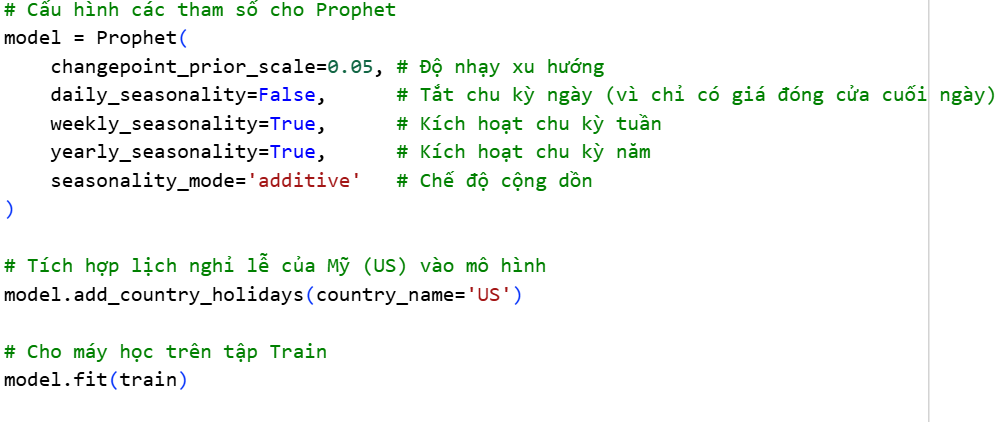 # Cấu hình các tham số cho Prophet
model = Prophet(
    changepoint_prior_scale=0.05, # Độ nhạy xu hướng
    daily_seasonality=False,      # Tắt chu kỳ ngày (vì chỉ có giá đóng cửa cuối ngày)
    weekly_seasonality=True,      # Kích hoạt chu kỳ tuần
    yearly_seasonality=True,      # Kích hoạt chu kỳ năm
    seasonality_mode='additive'   # Chế độ cộng dồn
)

# Tích hợp lịch nghỉ lễ của Mỹ (US) vào mô hình
model.add_country_holidays(country_name='US')

# Cho máy học trên tập Train
model.fit(train)